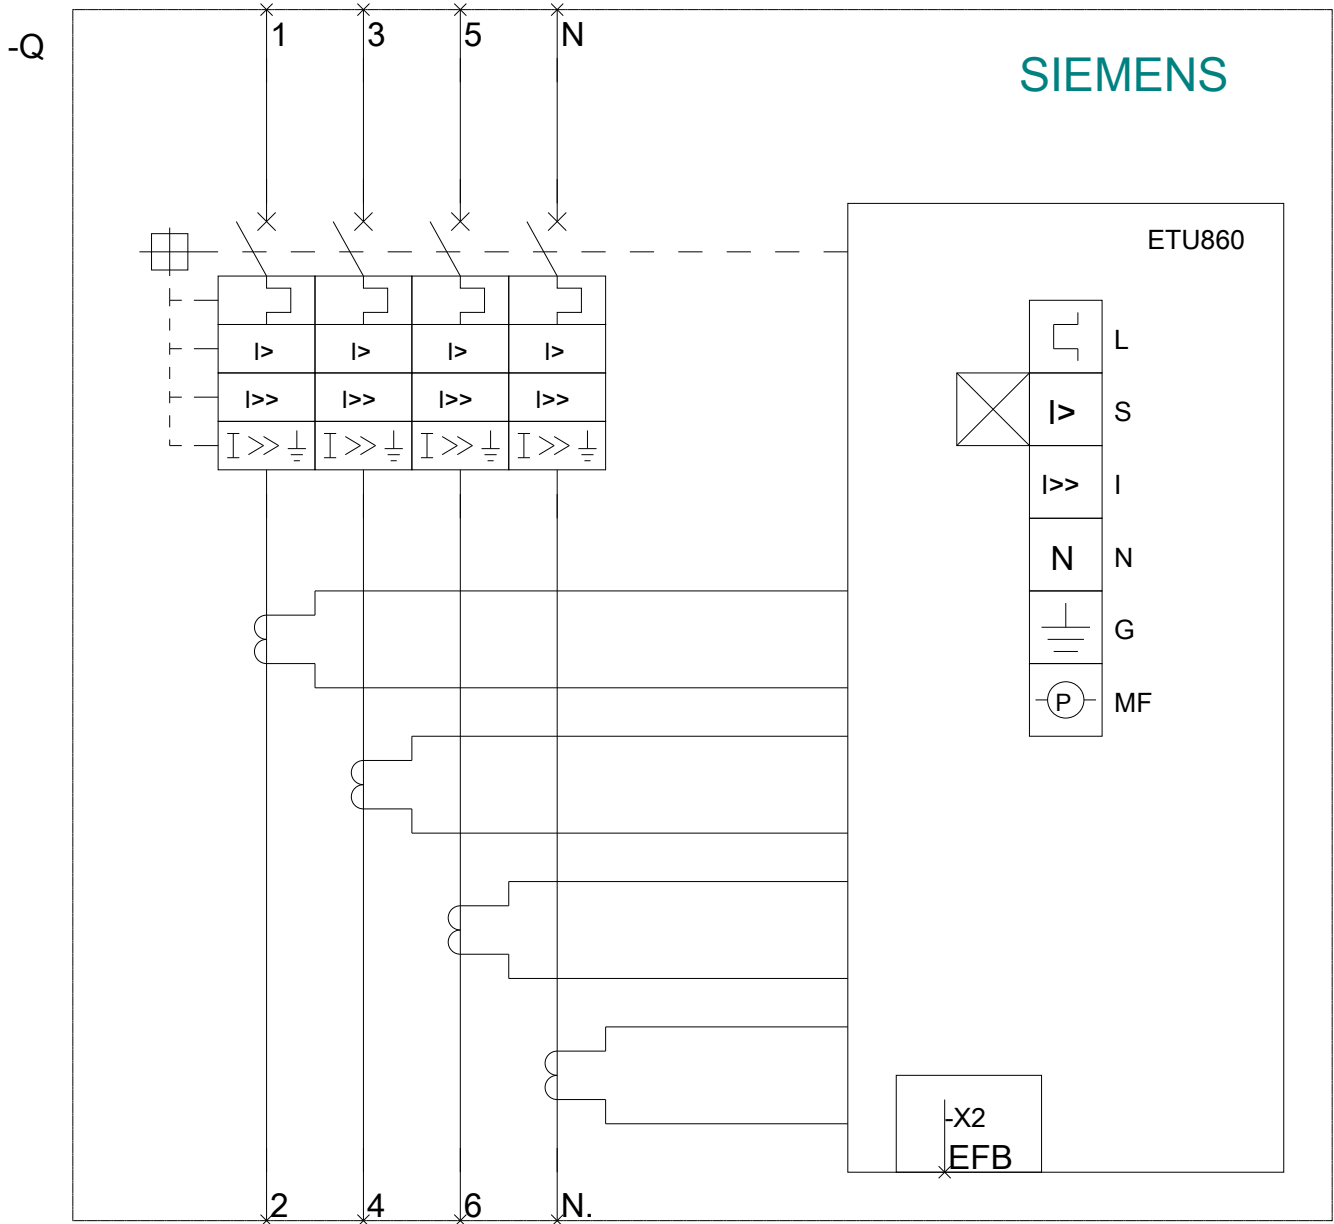 -Q
1 3 5 N
SIEMENS
ETU860
L
I> I> I> I>
I> S
I>> I>> I>> I>>
I>> I
I >> I >> I >> I >>
N N
G
P MF
-X2
EFB
2 4 6 N.